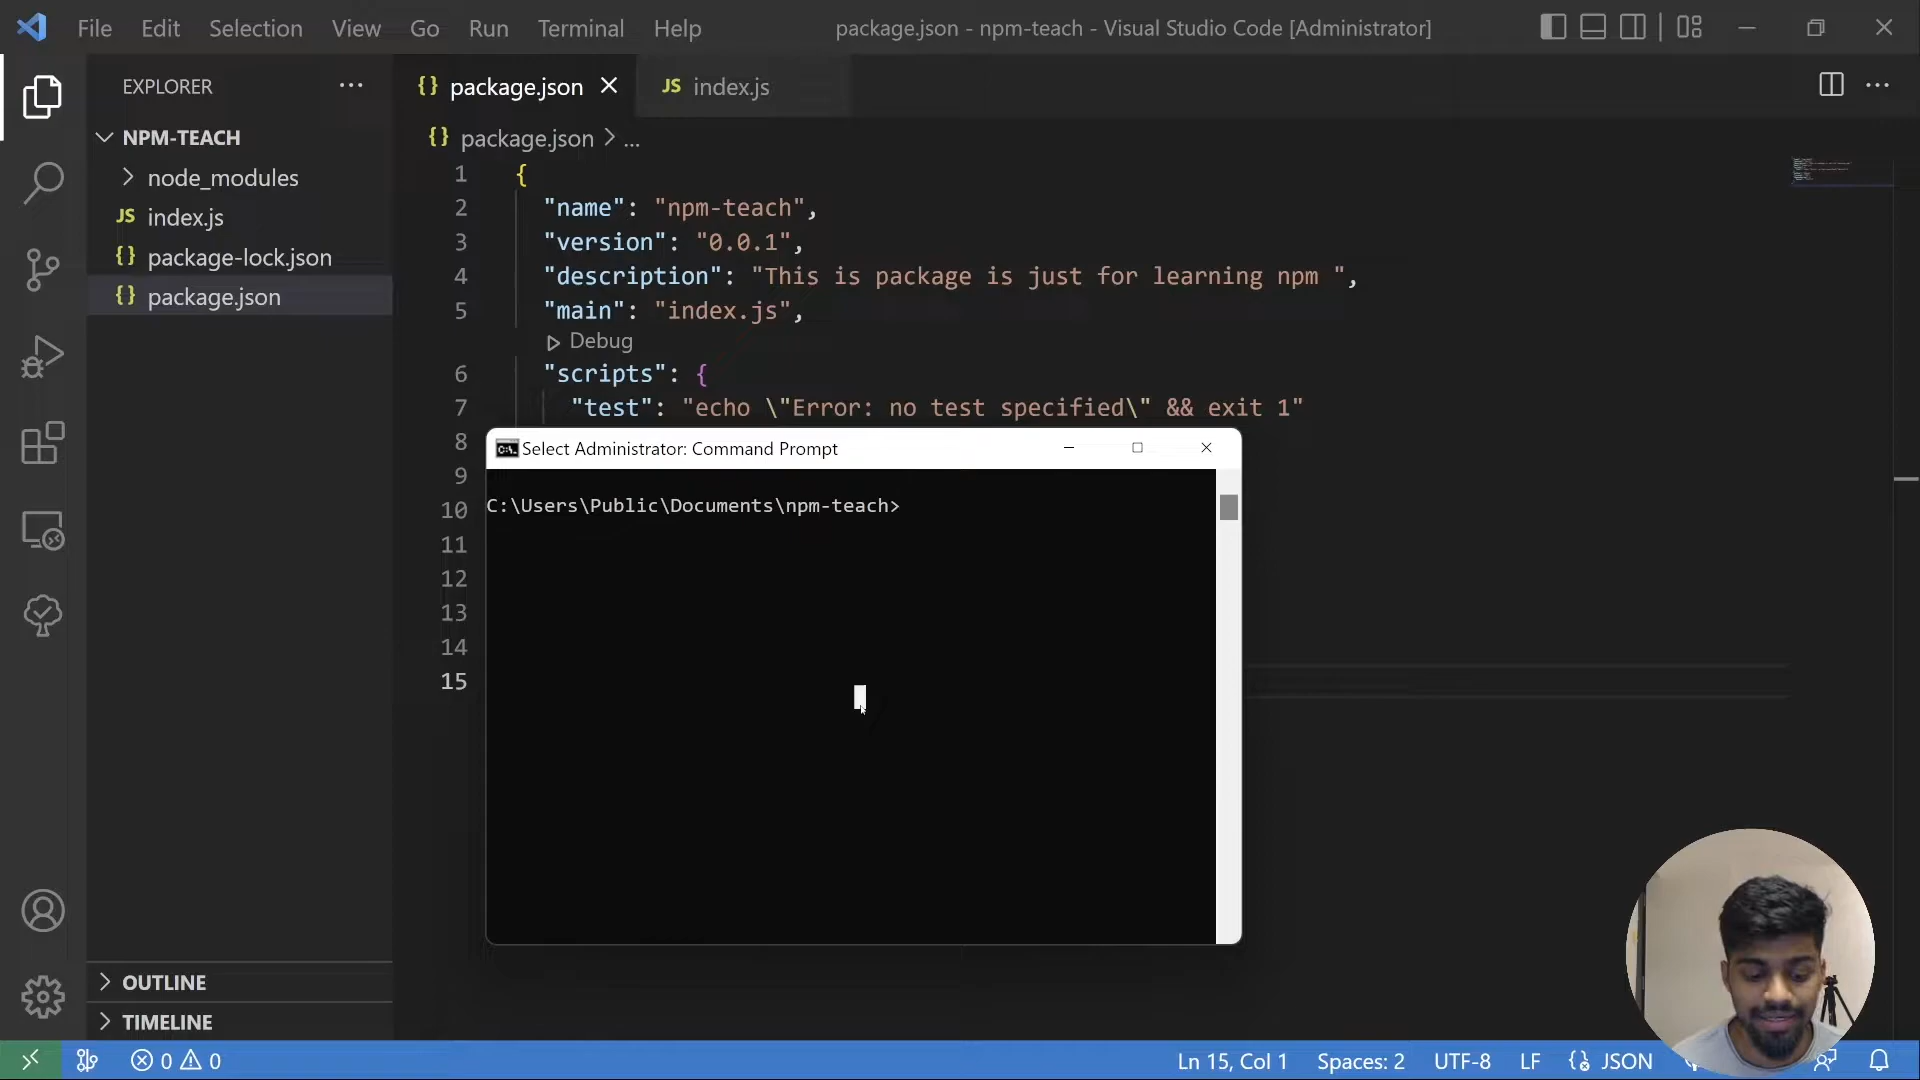 File Edit Selection View Go Run Terminal Help package.json - npm-teach - Visual Studio Code [Administrator]
EXPLORER
NPM-TEACH
node_modules
JS index.js
{} package-lock.json
{} package.json
OUTLINE
TIMELINE
{} package.json
JS index.js
{} package.json > ...
1 {
2 "name": "npm-teach",
3 "version": "0.0.1",
4 "description": "This is package is just for learning npm ",
5 "main": "index.js",
Debug
6 "scripts": {
7 "test": "echo \"Error: no test specified\" && exit 1"
8
9
10
11
12
13
14
15
C:\. Select Administrator: Command Prompt
C:\Users\Public\Documents\npm-teach>
0 0 Ln 15, Col 1 Spaces: 2 UTF-8 LF {} JSON